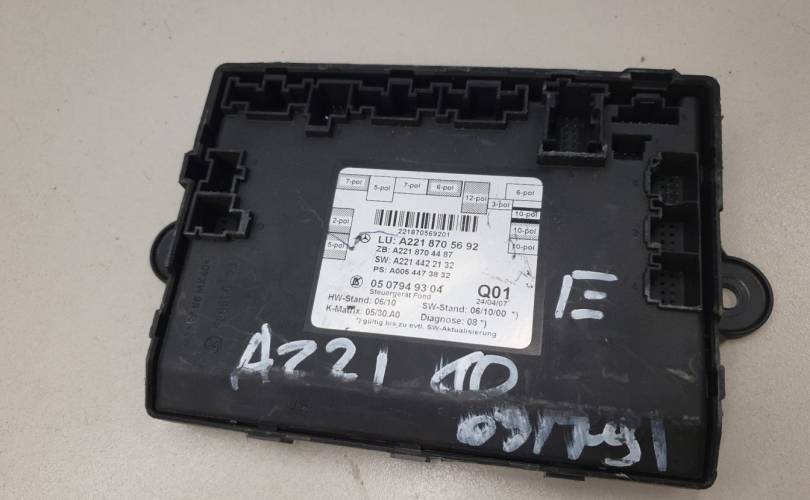 7-pol 5-pol 7-pol 6-pol 12-pol 3-pol 6-pol
10-pol
2-pol 10-pol
5-pol 10-pol
221870569201
LU: A221 870 56 92
ZB: A221 870 44 87
SW: A221 442 21 32
PS: A006 447 38 32
05 0794 93 04 Q01
Steuergerät Fond 24/04/07
HW-Stand: 06/10 SW-Stand: 06/10/00 *)
K-Matrix: 05/30.A0 Diagnose: 08 *)
*) gültig bis zu evtl. SW-Aktualisierung
E
A221 10